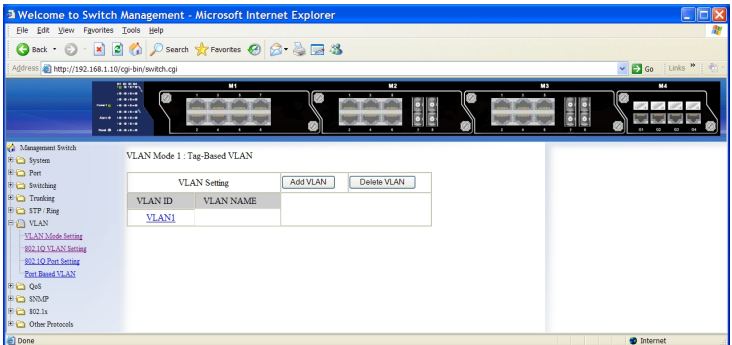 Welcome to Switch Management - Microsoft Internet Explorer
File Edit View Favorites Tools Help
Back Search Favorites
Address http://192.168.1.10/cgi-bin/switch.cgi Go Links »
M1 M2 M3 M4
Management Switch
System
Port
Switching
Trunking
STP / Ring
VLAN
VLAN Mode Setting
802.1Q VLAN Setting
802.1Q Port Setting
Port Based VLAN
QoS
SNMP
802.1x
Other Protocols
VLAN Mode 1 : Tag-Based VLAN
VLAN Setting Add VLAN Delete VLAN
VLAN ID VLAN NAME
VLAN1
Done Internet